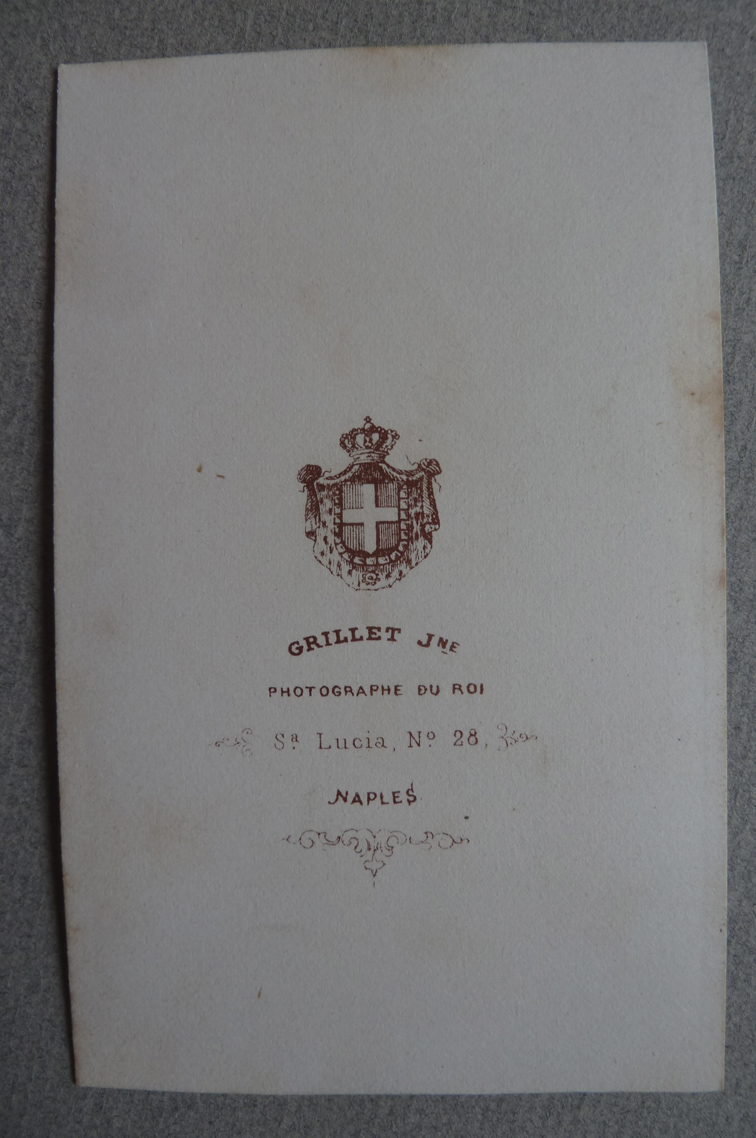 GRILLET JNE
PHOTOGRAPHE DU ROI
Sª Lucia, Nº 28,
NAPLES